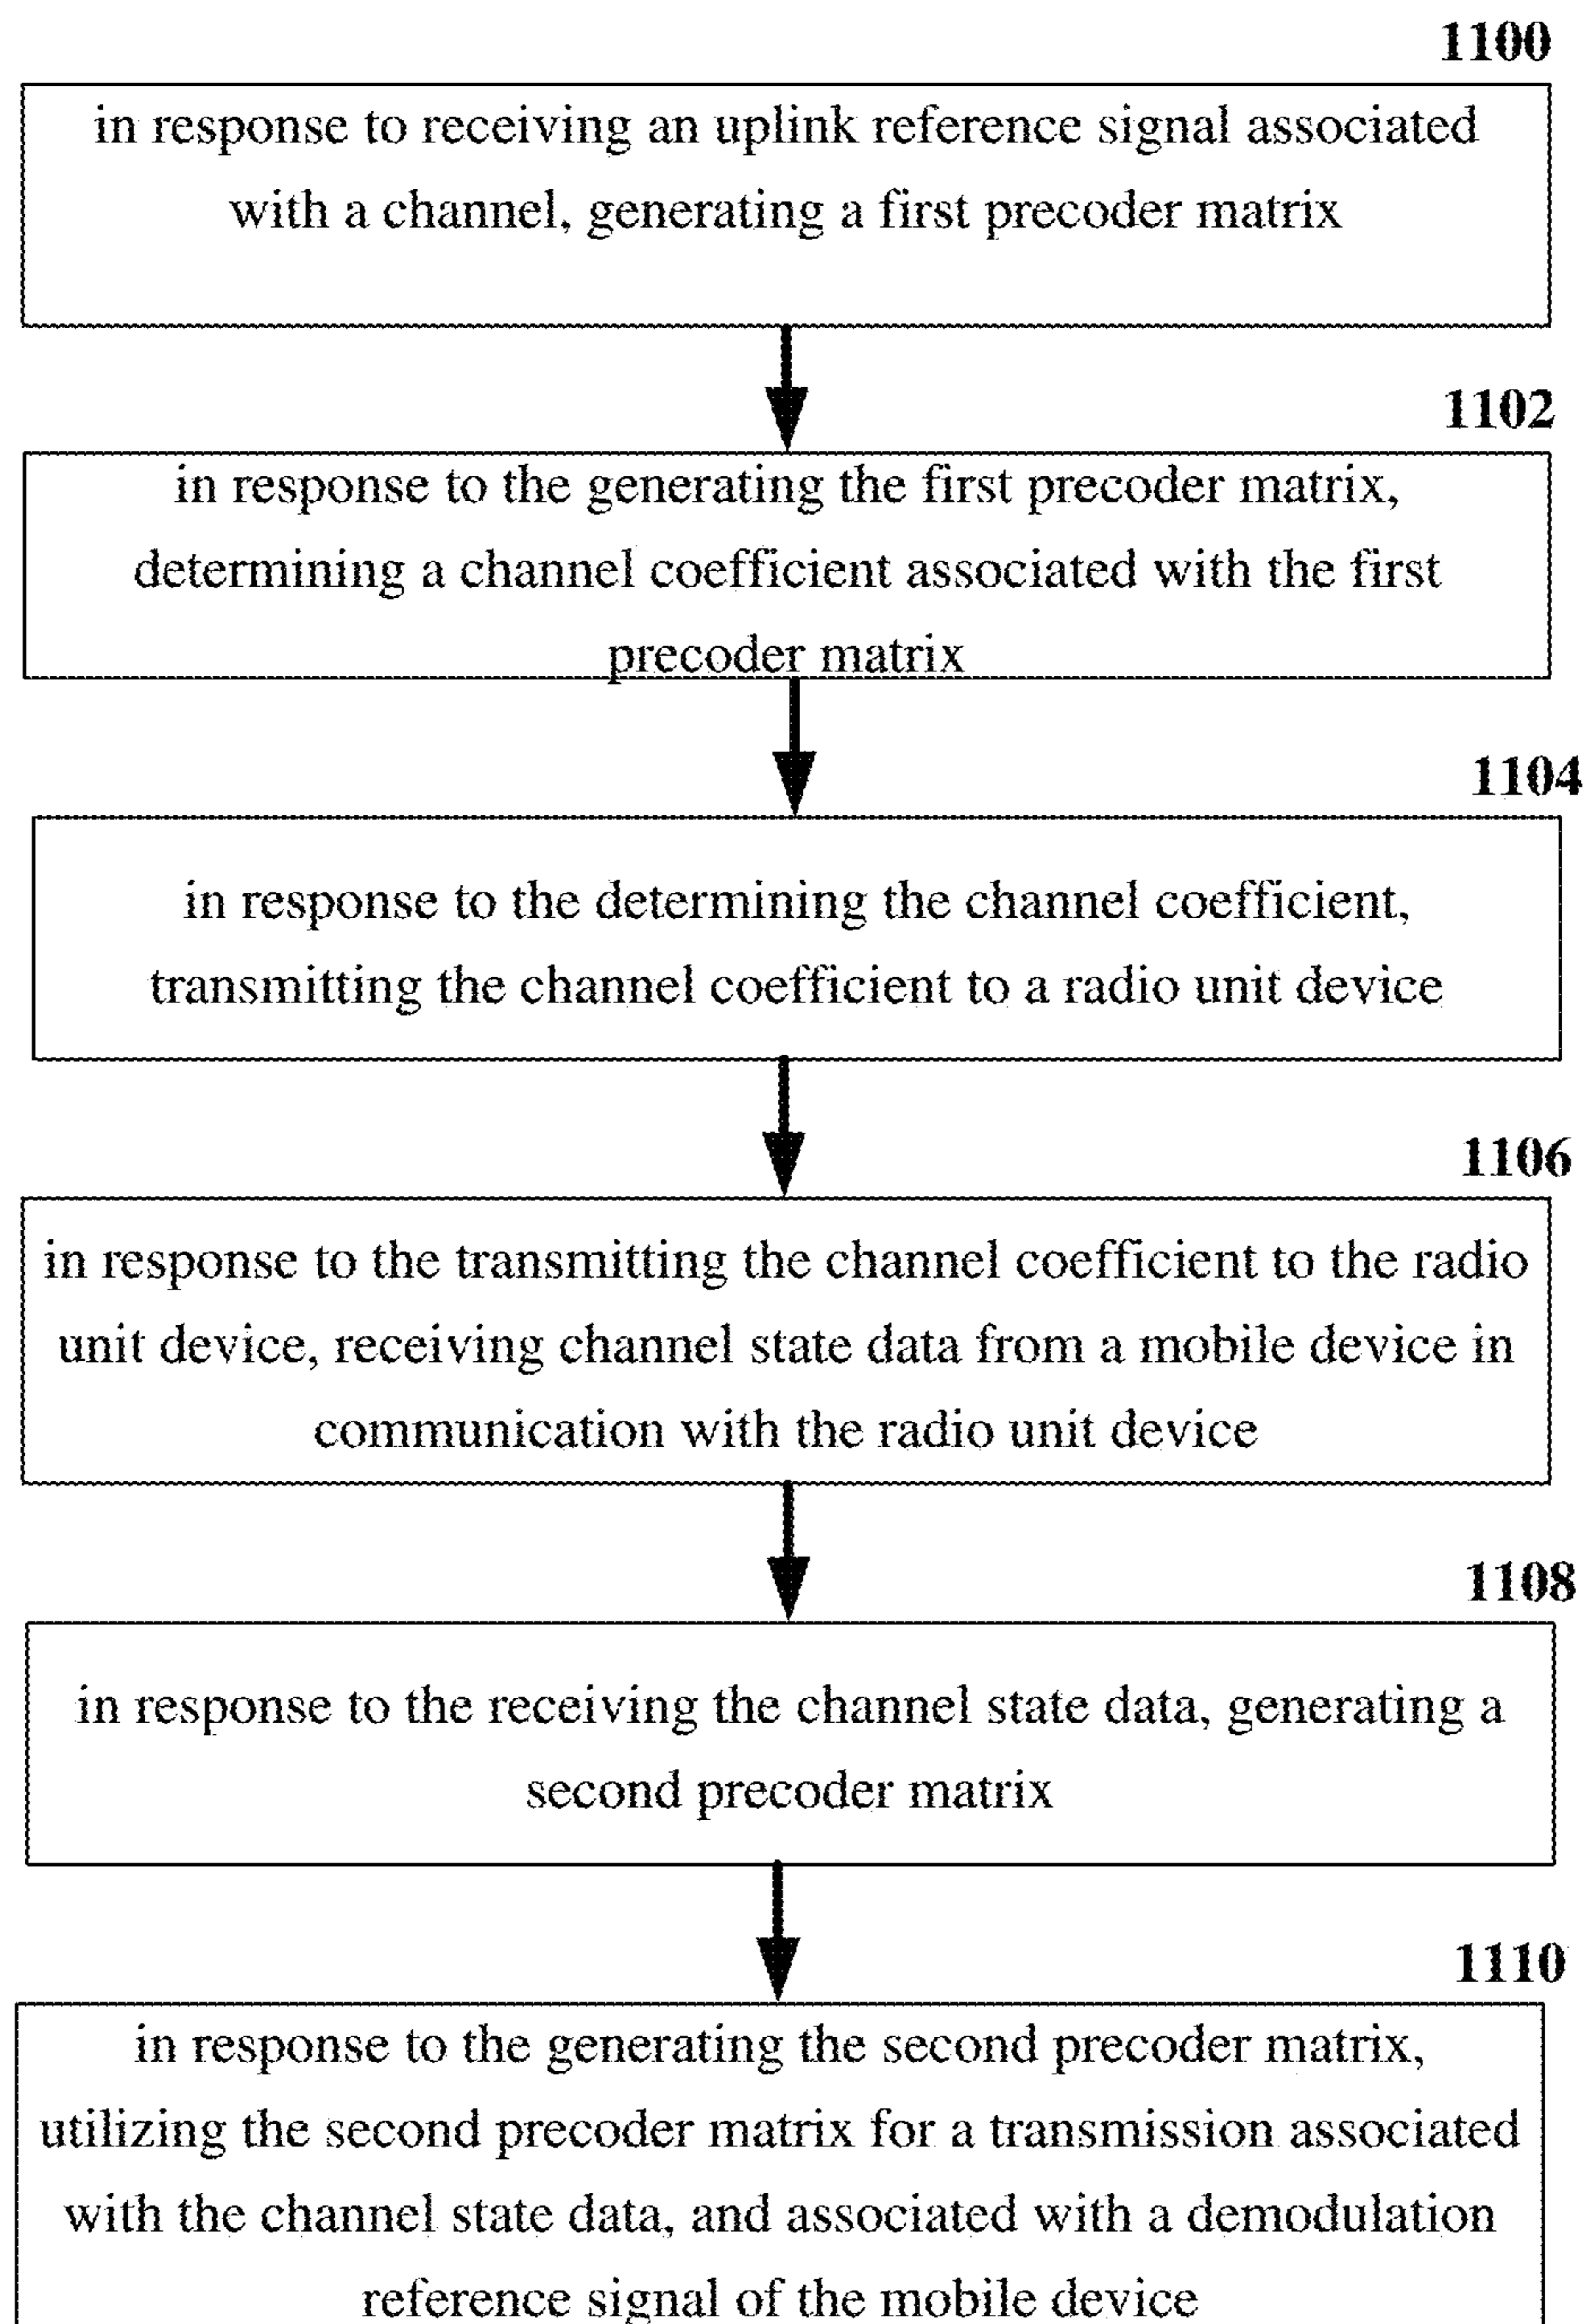 1100
in response to receiving an uplink reference signal associated
with a channel, generating a first precoder matrix
1102
in response to the generating the first precoder matrix,
determining a channel coefficient associated with the first
precoder matrix
1104
in response to the determining the channel coefficient,
transmitting the channel coefficient to a radio unit device
1106
in response to the transmitting the channel coefficient to the radio
unit device, receiving channel state data from a mobile device in
communication with the radio unit device
1108
in response to the receiving the channel state data, generating a
second precoder matrix
1110
in response to the generating the second precoder matrix,
utilizing the second precoder matrix for a transmission associated
with the channel state data, and associated with a demodulation
reference signal of the mobile device